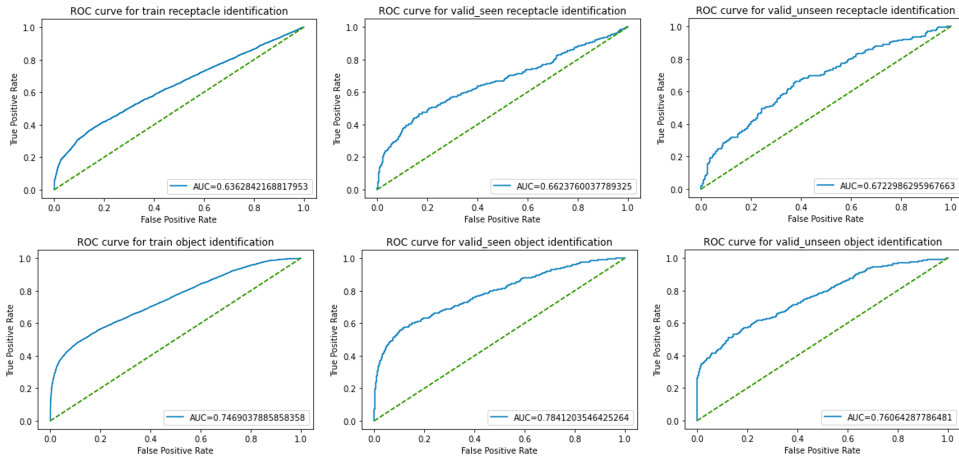 ROC curve for train receptacle identification
True Positive Rate
1.0
0.8
0.6
0.4
0.2
0.0
AUC=0.6362842168817953
0.0 0.2 0.4 0.6 0.8 1.0
False Positive Rate
ROC curve for valid_seen receptacle identification
True Positive Rate
1.0
0.8
0.6
0.4
0.2
0.0
AUC=0.6623760037789325
0.0 0.2 0.4 0.6 0.8 1.0
False Positive Rate
ROC curve for valid_unseen receptacle identification
True Positive Rate
1.0
0.8
0.6
0.4
0.2
0.0
AUC=0.6722986295967663
0.0 0.2 0.4 0.6 0.8 1.0
False Positive Rate
ROC curve for train object identification
True Positive Rate
1.0
0.8
0.6
0.4
0.2
0.0
AUC=0.7469037885858358
0.0 0.2 0.4 0.6 0.8 1.0
False Positive Rate
ROC curve for valid_seen object identification
True Positive Rate
1.0
0.8
0.6
0.4
0.2
0.0
AUC=0.7841203546425264
0.0 0.2 0.4 0.6 0.8 1.0
False Positive Rate
ROC curve for valid_unseen object identification
True Positive Rate
1.0
0.8
0.6
0.4
0.2
0.0
AUC=0.76064287786481
0.0 0.2 0.4 0.6 0.8 1.0
False Positive Rate